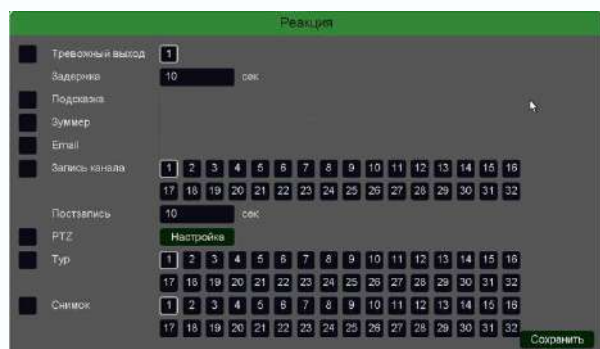 Реакция
Тревожный выход 1
Задержка 10 сек
Подсказка
Зуммер
Email
Запись канала 1 2 3 4 5 6 7 8 9 10 11 12 13 14 15 16
17 18 19 20 21 22 23 24 25 26 27 28 29 30 31 32
Постзапись 10 сек
PTZ Настройка
Тур 1 2 3 4 5 6 7 8 9 10 11 12 13 14 15 16
17 18 19 20 21 22 23 24 25 26 27 28 29 30 31 32
Снимок 1 2 3 4 5 6 7 8 9 10 11 12 13 14 15 16
17 18 19 20 21 22 23 24 25 26 27 28 29 30 31 32
Сохранить